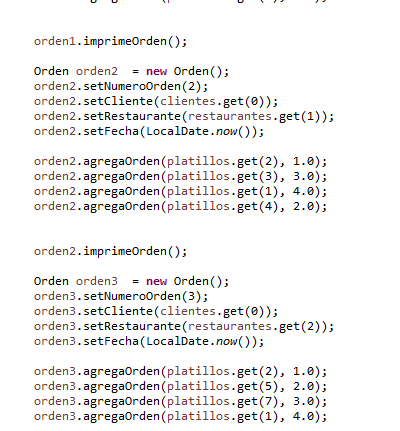 orden1.imprimeOrden();
Orden orden2  = new Orden();
orden2.setNumeroOrden(2);
orden2.setCliente(clientes.get(0));
orden2.setRestaurante(restaurantes.get(1));
orden2.setFecha(LocalDate.now());
orden2.agregaOrden(platillos.get(2), 1.0);
orden2.agregaOrden(platillos.get(3), 3.0);
orden2.agregaOrden(platillos.get(1), 4.0);
orden2.agregaOrden(platillos.get(4), 2.0);
orden2.imprimeOrden();
Orden orden3  = new Orden();
orden3.setNumeroOrden(3);
orden3.setCliente(clientes.get(0));
orden3.setRestaurante(restaurantes.get(2));
orden3.setFecha(LocalDate.now());
orden3.agregaOrden(platillos.get(2), 1.0);
orden3.agregaOrden(platillos.get(5), 2.0);
orden3.agregaOrden(platillos.get(7), 3.0);
orden3.agregaOrden(platillos.get(1), 4.0);